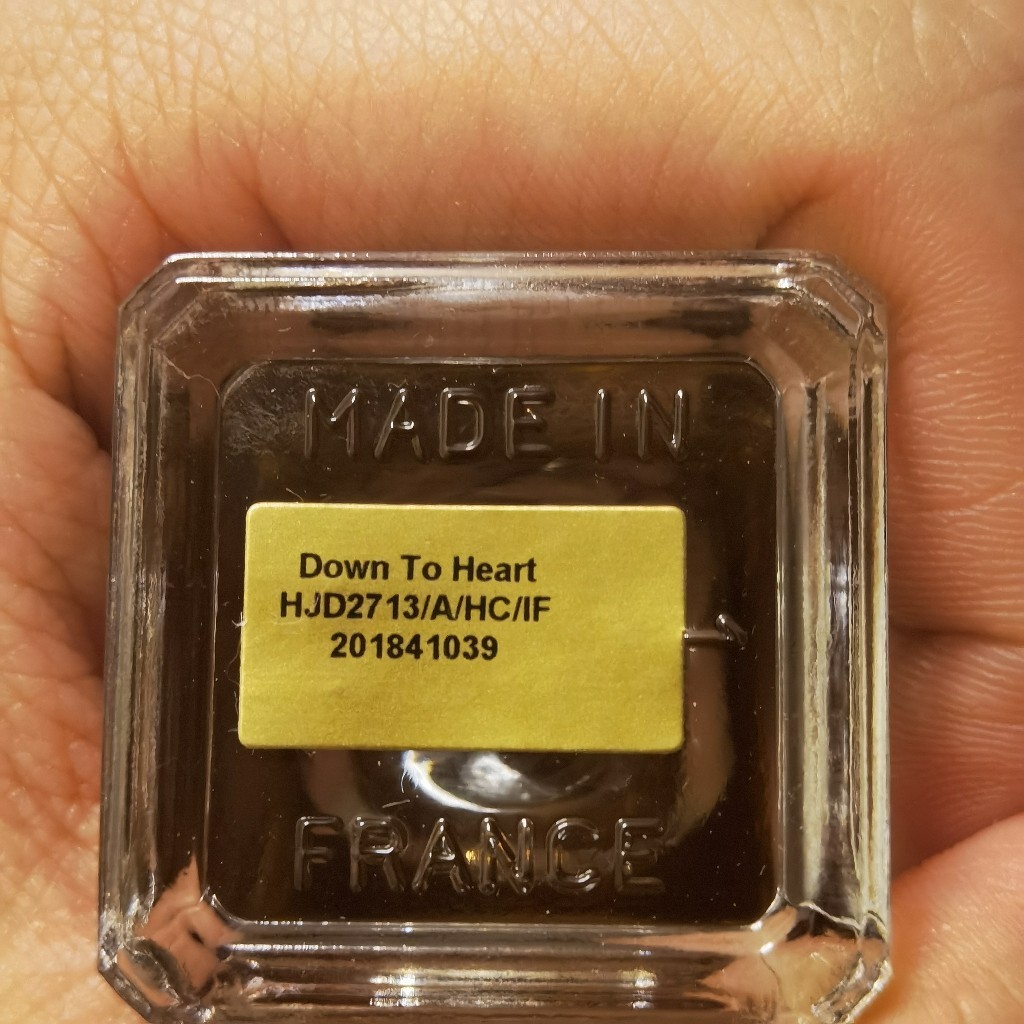 MADE IN
Down To Heart
HJD2713/A/HC/IF
201841039
FRANCE